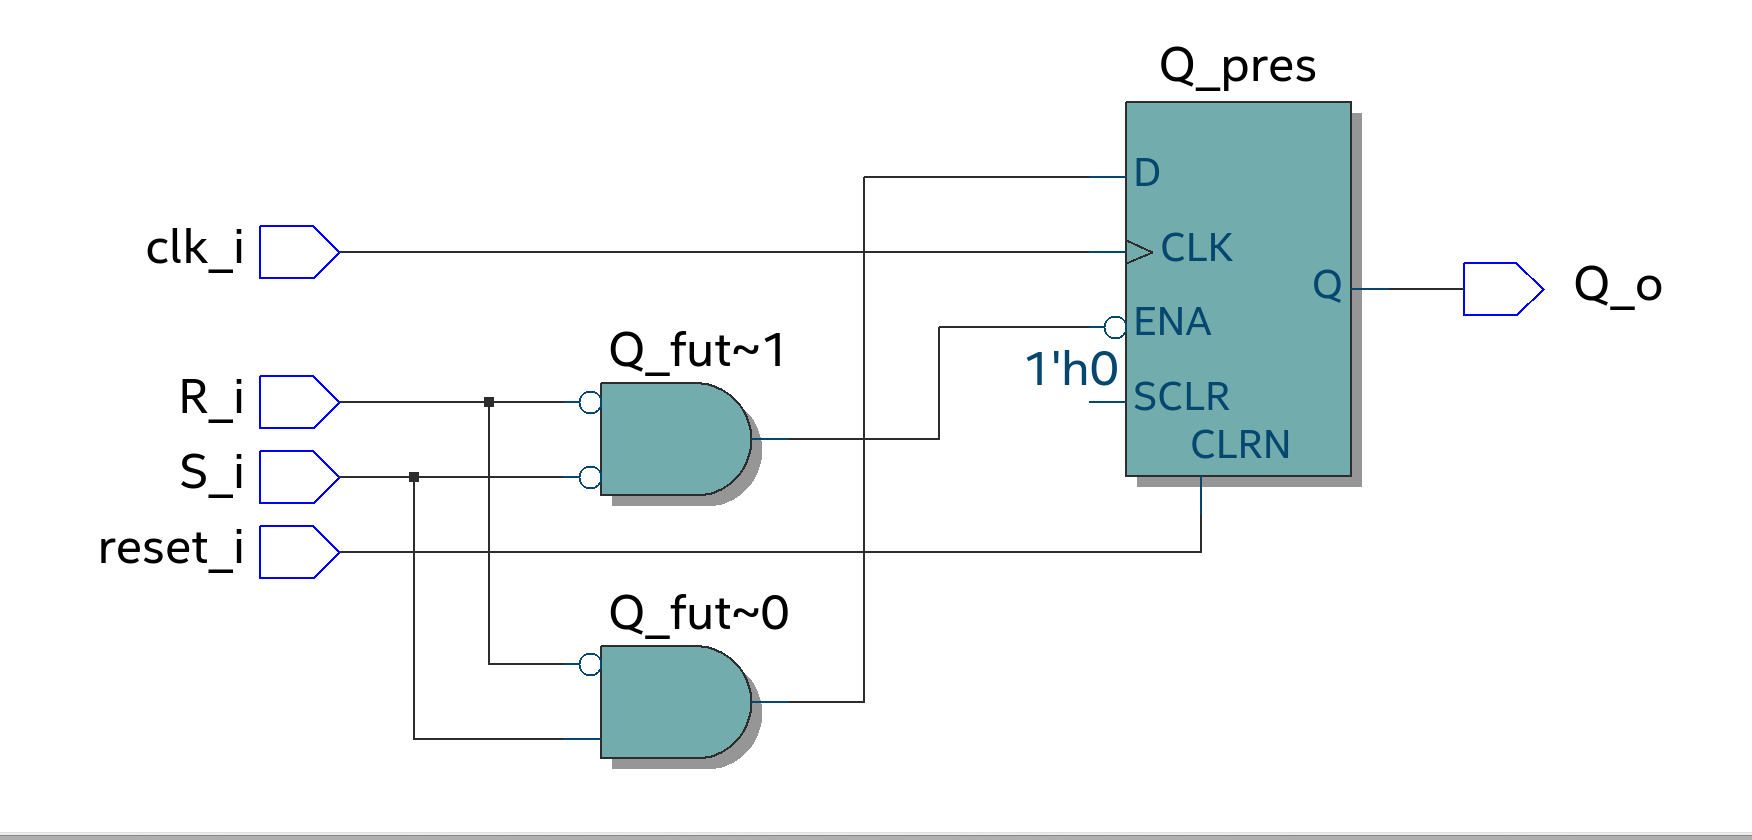 Q_pres
D
clk_i
CLK
Q
Q_o
ENA
Q_fut~1
1'h0
R_i
SCLR
CLRN
S_i
reset_i
Q_fut~0